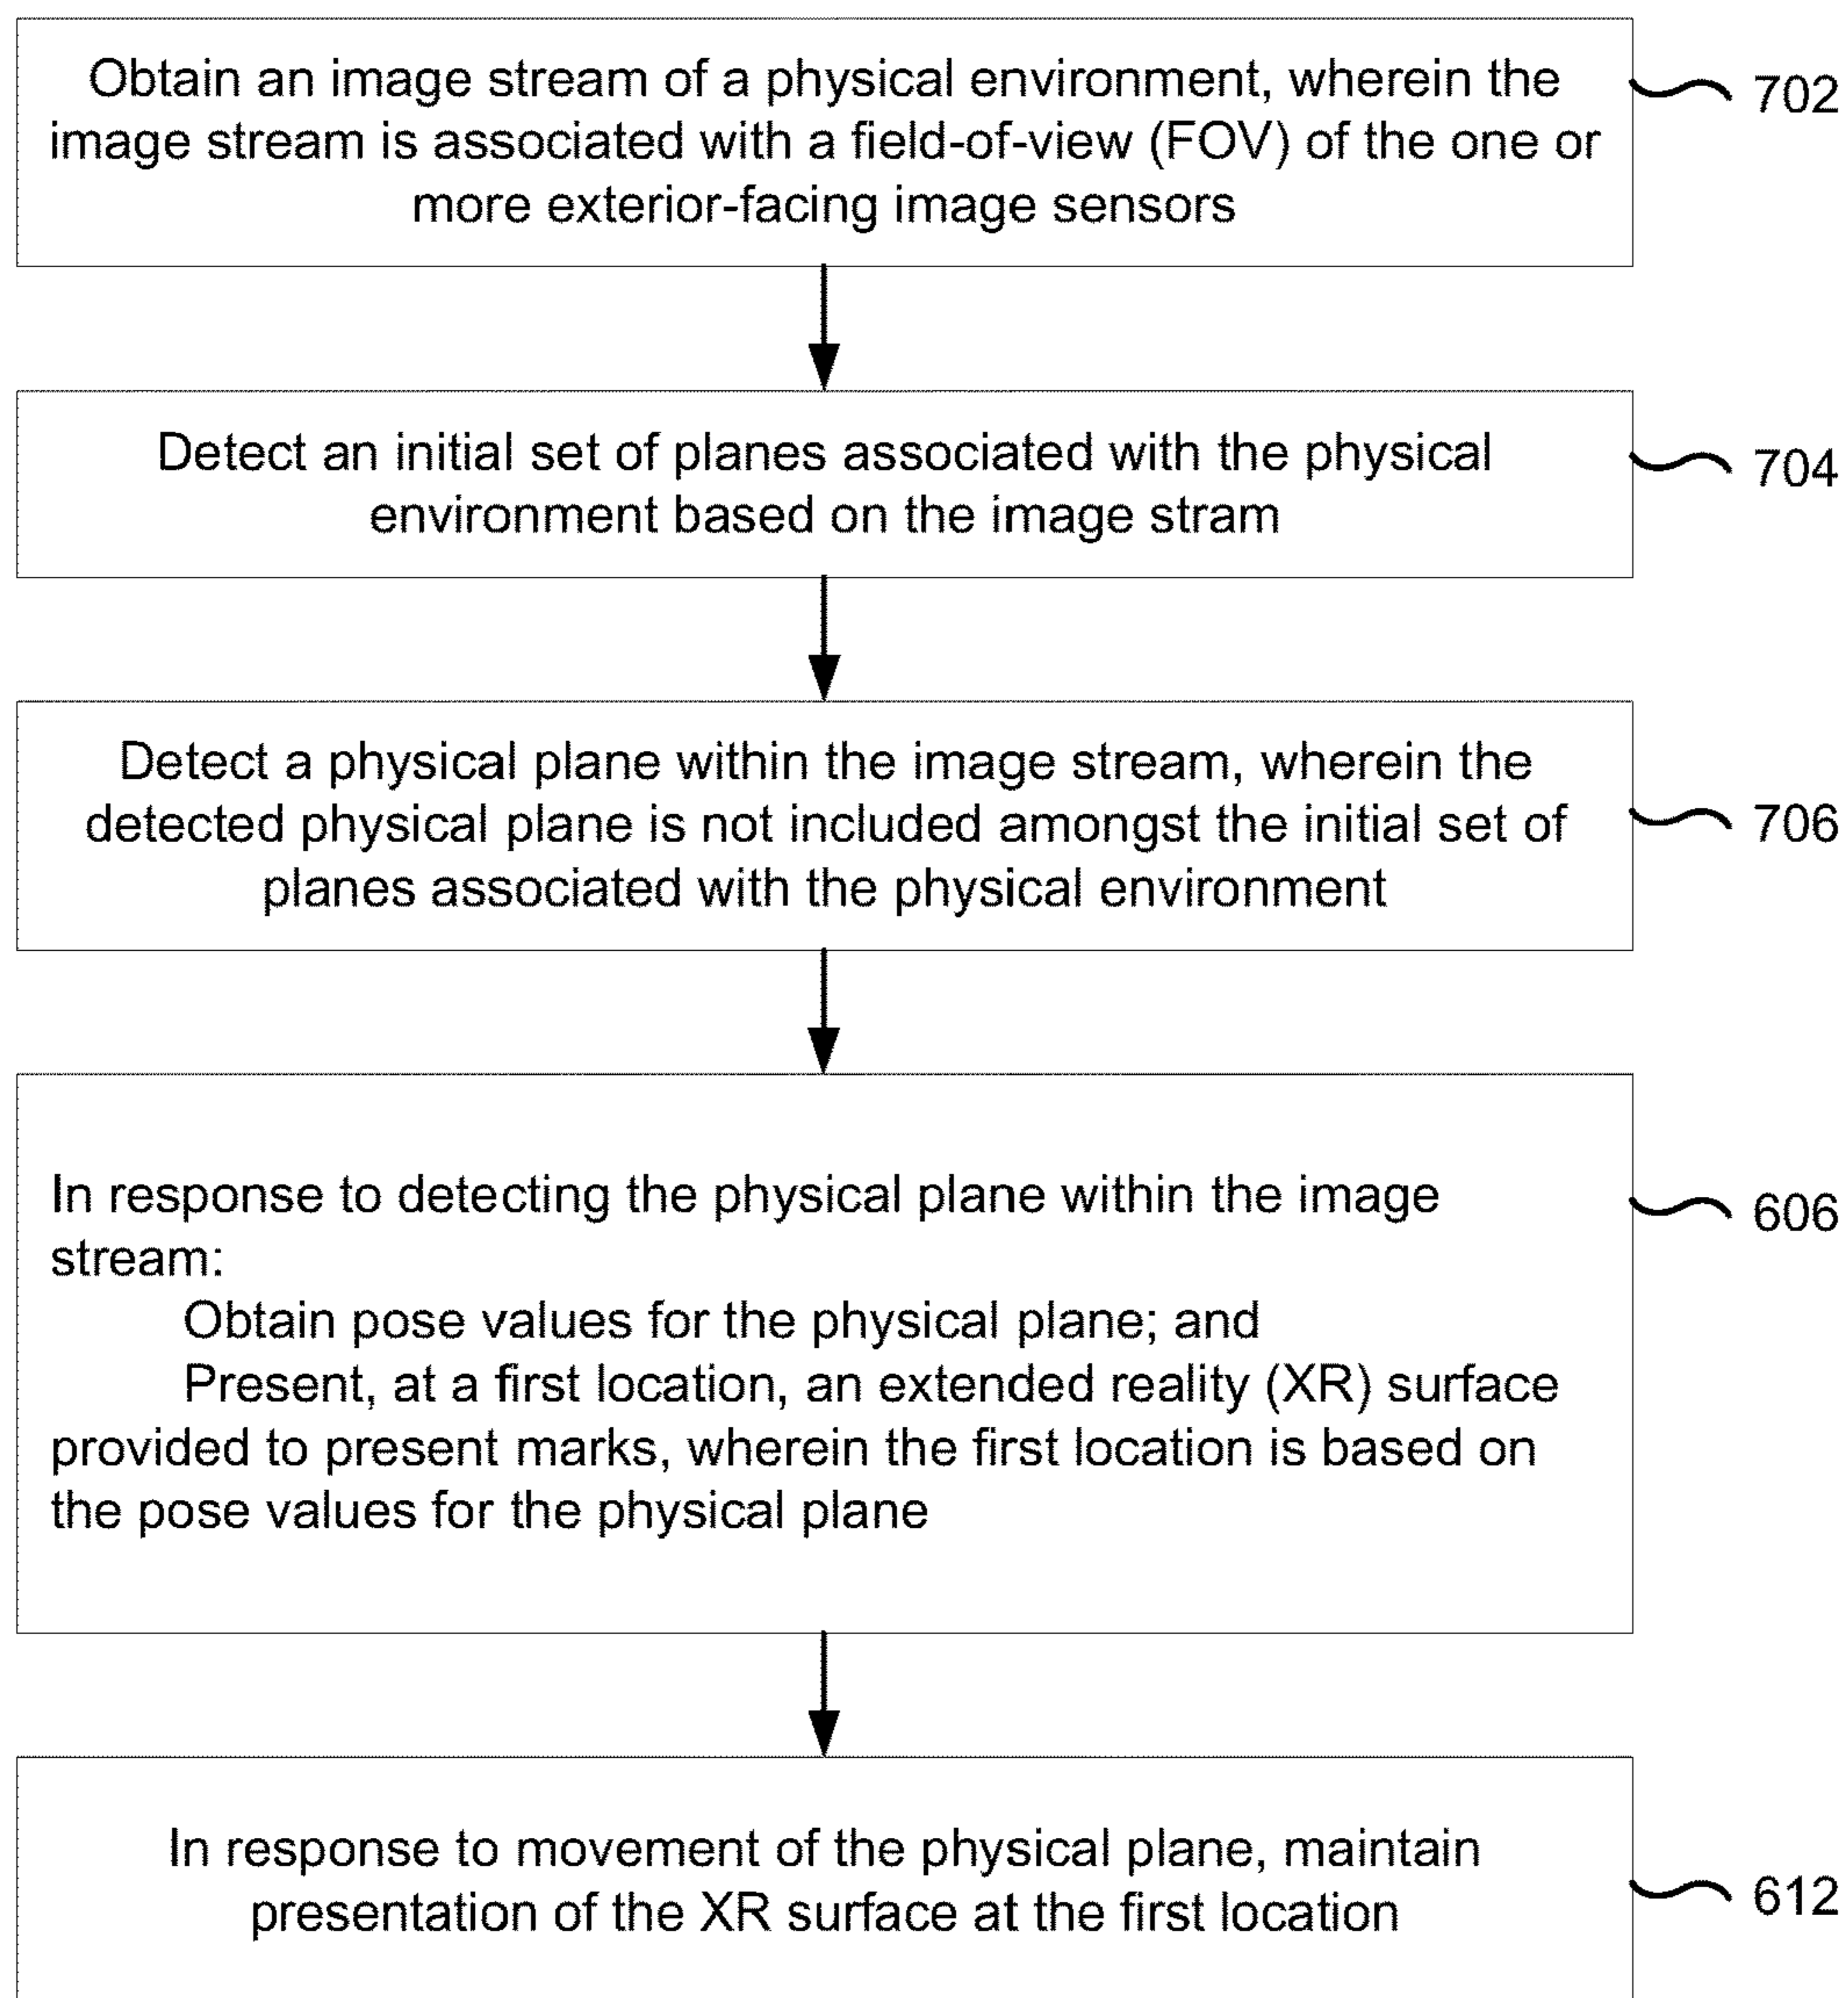 Obtain an image stream of a physical environment, wherein the
image stream is associated with a field-of-view (FOV) of the one or
more exterior-facing image sensors
702
Detect an initial set of planes associated with the physical
environment based on the image stram
704
Detect a physical plane within the image stream, wherein the
detected physical plane is not included amongst the initial set of
planes associated with the physical environment
706
In response to detecting the physical plane within the image
stream:
Obtain pose values for the physical plane; and
Present, at a first location, an extended reality (XR) surface
provided to present marks, wherein the first location is based on
the pose values for the physical plane
606
In response to movement of the physical plane, maintain
presentation of the XR surface at the first location
612